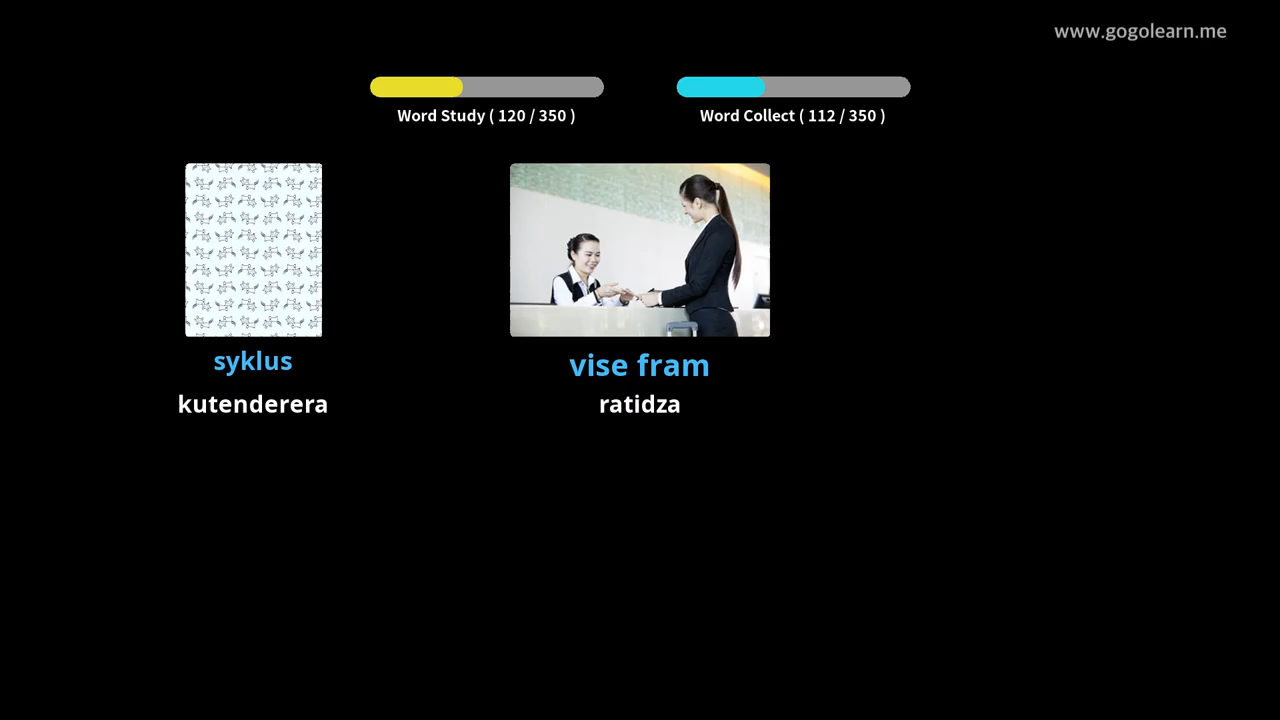 www.gogolearn.me
Word Study ( 120 / 350 )
Word Collect ( 112 / 350 )
syklus
vise fram
kutenderera
ratidza